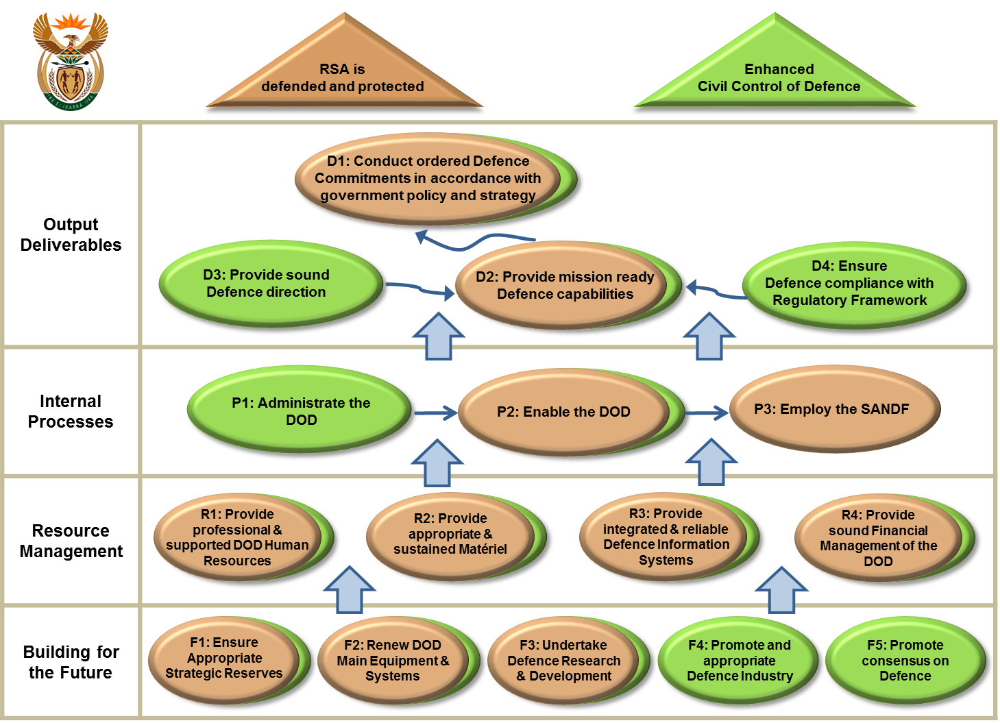 RSA is
defended and protected
Enhanced
Civil Control of Defence
Output
Deliverables
D1: Conduct ordered Defence
Commitments in accordance with
government policy and strategy
D3: Provide sound
Defence direction
D2: Provide mission ready
Defence capabilities
D4: Ensure
Defence compliance with
Regulatory Framework
Internal
Processes
P1: Administrate the
DOD
P2: Enable the DOD
P3: Employ the SANDF
Resource
Management
R1: Provide
professional &
supported DOD Human
Resources
R2: Provide
appropriate &
sustained Matériel
R3: Provide
integrated & reliable
Defence Information
Systems
R4: Provide
sound Financial
Management of the
DOD
Building for
the Future
F1: Ensure
Appropriate
Strategic Reserves
F2: Renew DOD
Main Equipment &
Systems
F3: Undertake
Defence Research
& Development
F4: Promote and
appropriate
Defence Industry
F5: Promote
consensus on
Defence